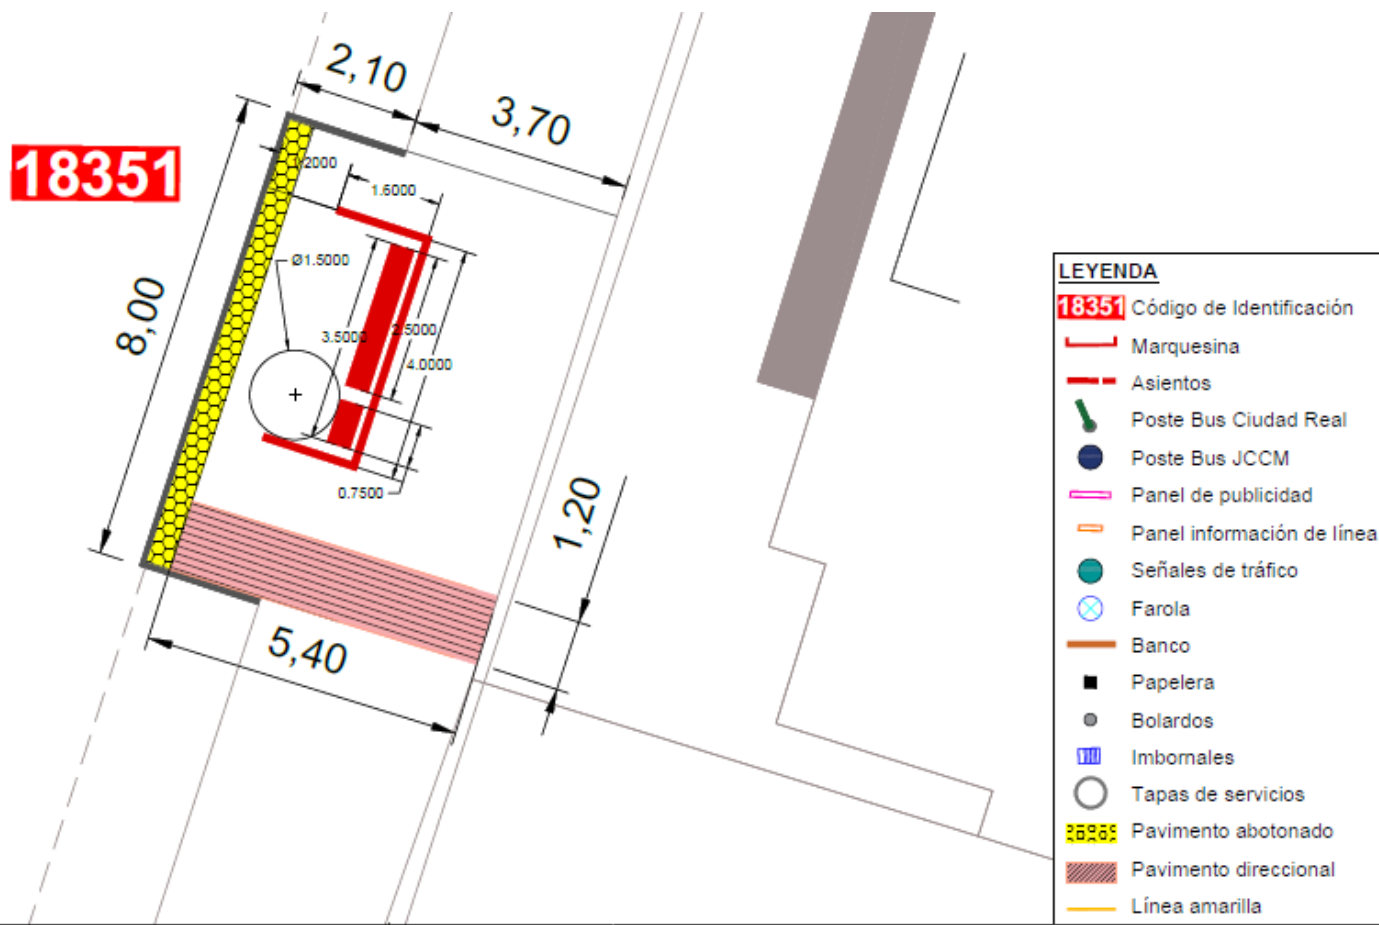 2,10
3,70
18351
1.2000
1.6000
Ø1.5000
8,00
3.5000
2.5000
4.0000
0.7500
1,20
5,40
LEYENDA
18351 Código de Identificación
Marquesina
Asientos
Poste Bus Ciudad Real
Poste Bus JCCM
Panel de publicidad
Panel información de línea
Señales de tráfico
Farola
Banco
Papelera
Bolardos
Imbornales
Tapas de servicios
Pavimento abotonado
Pavimento direccional
Línea amarilla